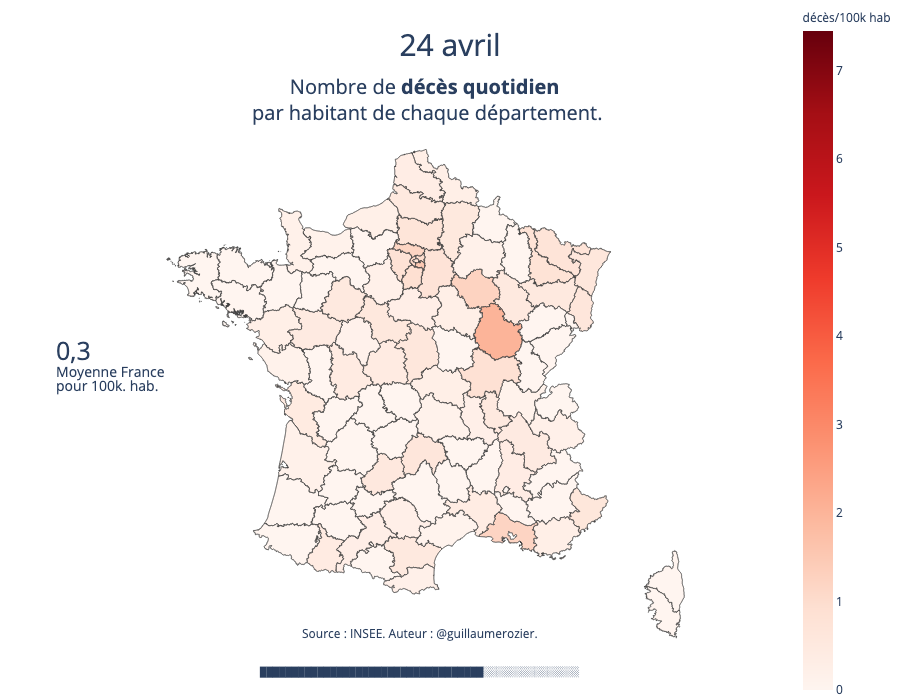 24 avril
Nombre de décès quotidien
par habitant de chaque département.
décès/100k hab
7
6
5
4
3
2
1
0
0,3
Moyenne France
pour 100k. hab.
Source : INSEE. Auteur : @guillaumerozier.